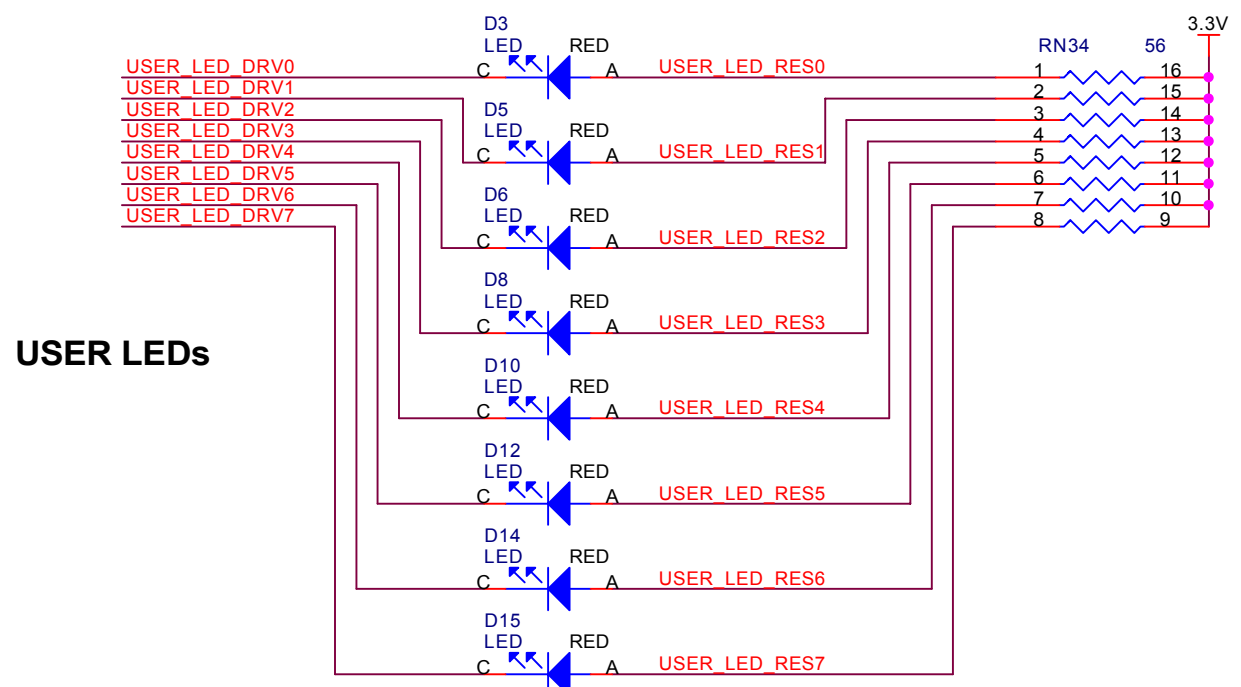 D3
LED RED
3.3V
RN34 56
USER_LED_DRV0 C A USER_LED_RES0 1 16
USER_LED_DRV1 2 15
USER_LED_DRV2 D5 3 14
USER_LED_DRV3 LED RED 4 13
USER_LED_DRV4 C A USER_LED_RES1 5 12
USER_LED_DRV5 6 11
USER_LED_DRV6 D6 7 10
USER_LED_DRV7 LED RED 8 9
C A USER_LED_RES2
D8
LED RED
C A USER_LED_RES3
USER LEDs
D10
LED RED
C A USER_LED_RES4
D12
LED RED
C A USER_LED_RES5
D14
LED RED
C A USER_LED_RES6
D15
LED RED
C A USER_LED_RES7